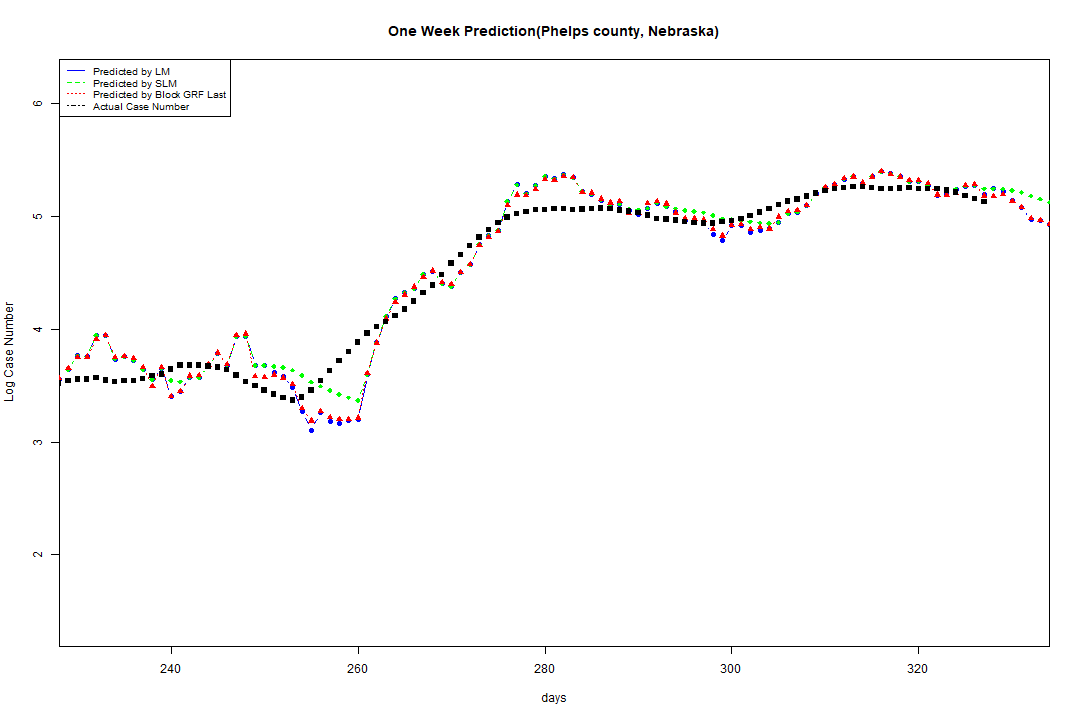 One Week Prediction(Phelps county, Nebraska)
Predicted by LM
Predicted by SLM
Predicted by Block GRF Last
Actual Case Number
6
5
4
3
2
Log Case Number
240 260 280 300 320
days